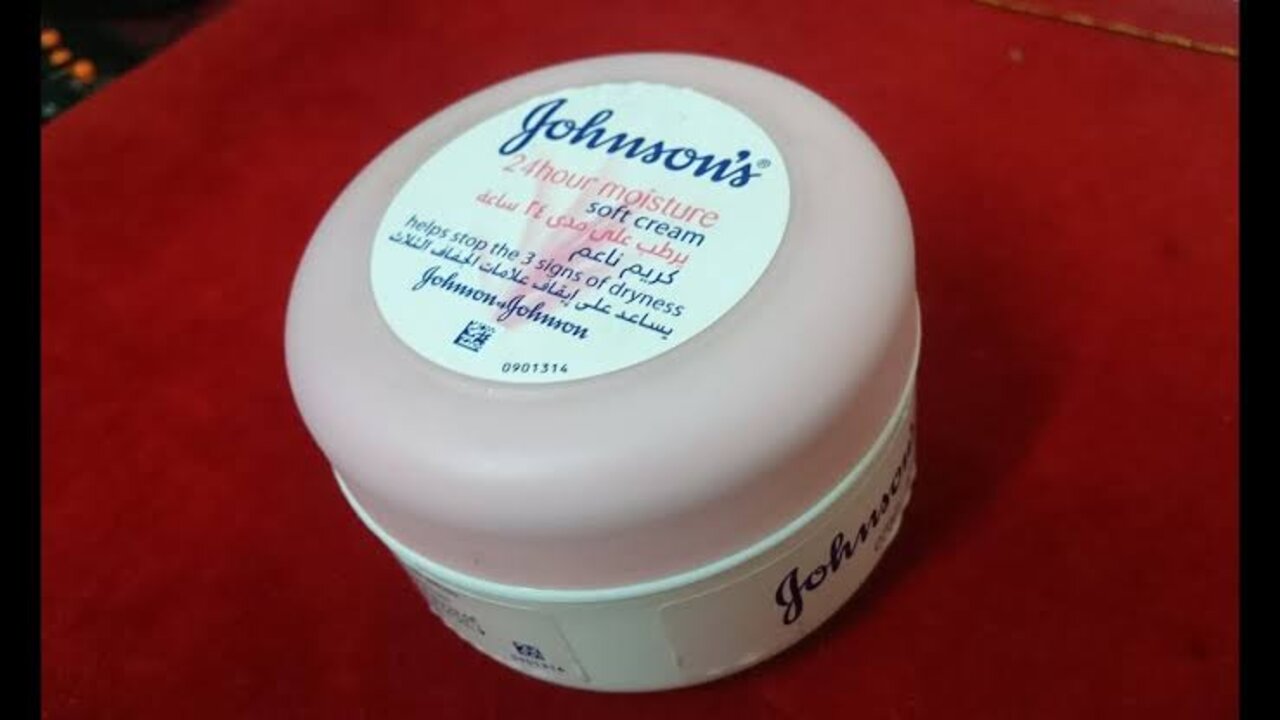 Johnson's®
24hour moisture
soft cream
يرطب على مدى ٢٤ ساعة
كريم ناعم
helps stop the 3 signs of dryness
يساعد على إيقاف علامات الجفاف الثلاث
Johnson & Johnson
0901314
Johnson's
0901314